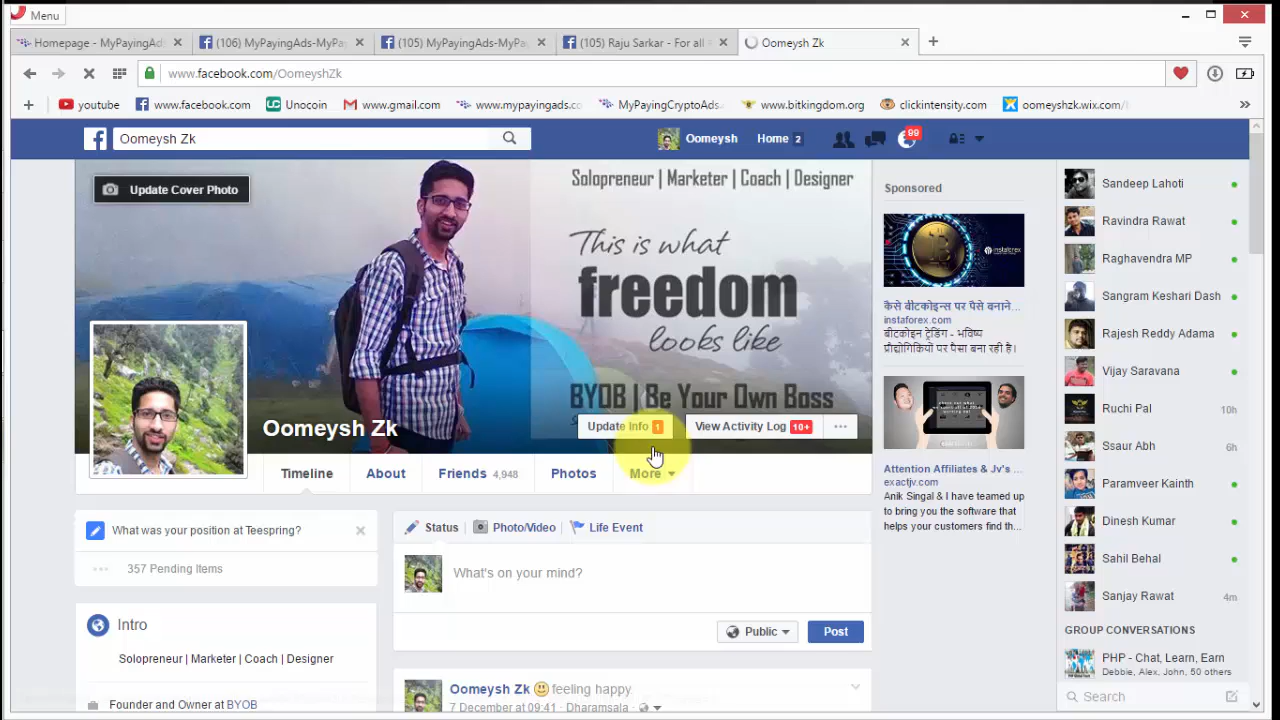 Menu
Homepage - MyPayingAds
(106) MyPayingAds-MyPa
(105) MyPayingAds-MyPa
(105) Raju Sarkar - For all
Oomeysh Zk
www.facebook.com/OomeyshZk
youtube
www.facebook.com
Unicoin
www.gmail.com
www.mypayingads.co
MyPayingCryptoAds.
www.bitkingdom.org
clickintensity.com
oomeyshzk.wix.com/
Oomeysh Zk
Oomeysh
Home 2
99
Update Cover Photo
Solopreneur | Marketer | Coach | Designer
This is what
freedom
looks like
BYOB | Be Your Own Boss
Update Info 1
View Activity Log 10+
Oomeysh Zk
Timeline
About
Friends 4,948
Photos
More
What was your position at Teespring?
357 Pending Items
Intro
Solopreneur | Marketer | Coach | Designer
Founder and Owner at BYOB
Status
Photo/Video
Life Event
What's on your mind?
Public
Post
Oomeysh Zk feeling happy
7 December at 09:41 · Dharamsala ·
Sponsored
instaforex
कैसे बीटकोइन्स पर पैसे बनाने...
instaforex.com
बीटकोइन ट्रेडिंग - भविष्य
प्रौद्योगिकियों पर पैसा बना रही है।
Attention Affiliates & Jv's ...
exactjv.com
Anik Singal & I have teamed up
to bring you the software that
helps your customers find th...
Sandeep Lahoti
Ravindra Rawat
Raghavendra MP
Sangram Keshari Dash
Rajesh Reddy Adama
Vijay Saravana
Ruchi Pal 10h
Ssaur Abh 6h
Paramveer Kainth
Dinesh Kumar
Sahil Behal
Sanjay Rawat 4m
GROUP CONVERSATIONS
PHP - Chat, Learn, Earn
Debbie, Alex, John, 50 others
Search